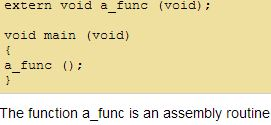 extern void a_func (void);
void main (void)
{
a_func ();
}
The function a_func is an assembly routine